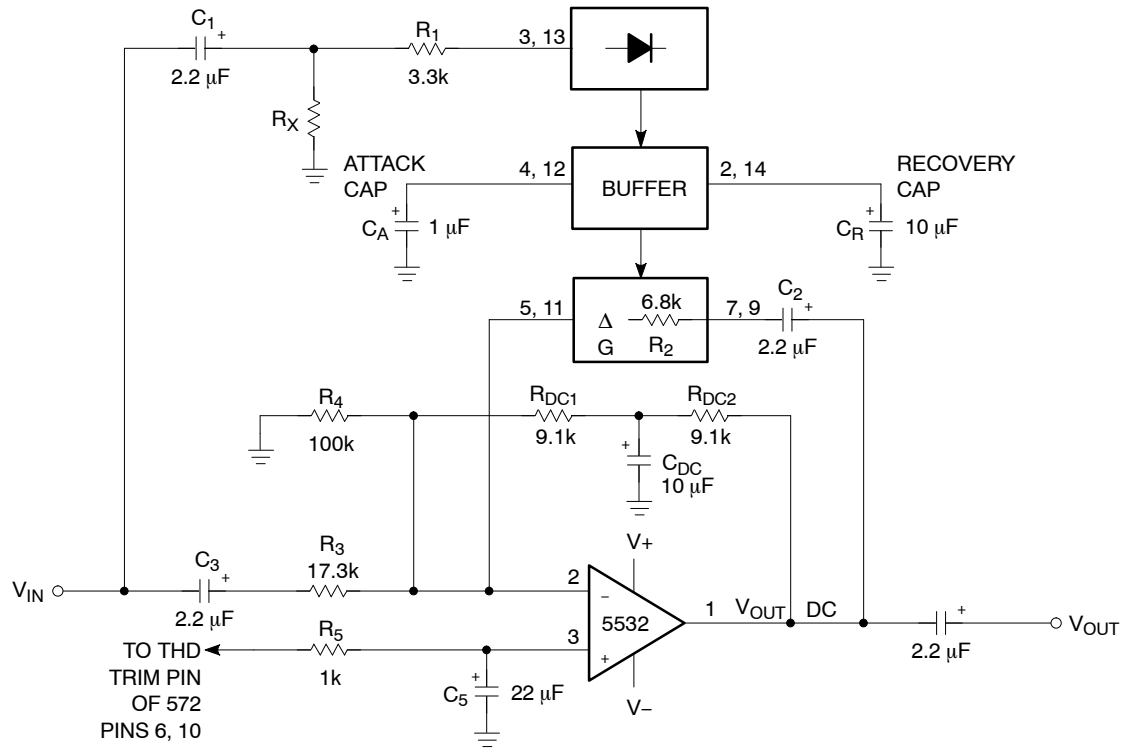 C1
+
2.2 µF
R1
3.3k
3, 13
RX
ATTACK
CAP
4, 12
BUFFER
2, 14
RECOVERY
CAP
+
CA
1 µF
+
CR
10 µF
5, 11
Δ
G
6.8k
R2
7, 9
C2
+
2.2 µF
R4
100k
RDC1
9.1k
RDC2
9.1k
+
CDC
10 µF
VIN
C3
+
2.2 µF
R3
17.3k
2
−
5532
3
+
V+
V−
1
VOUT
DC
+
2.2 µF
VOUT
R5
1k
TO THD
TRIM PIN
OF 572
PINS 6, 10
+
C5
22 µF